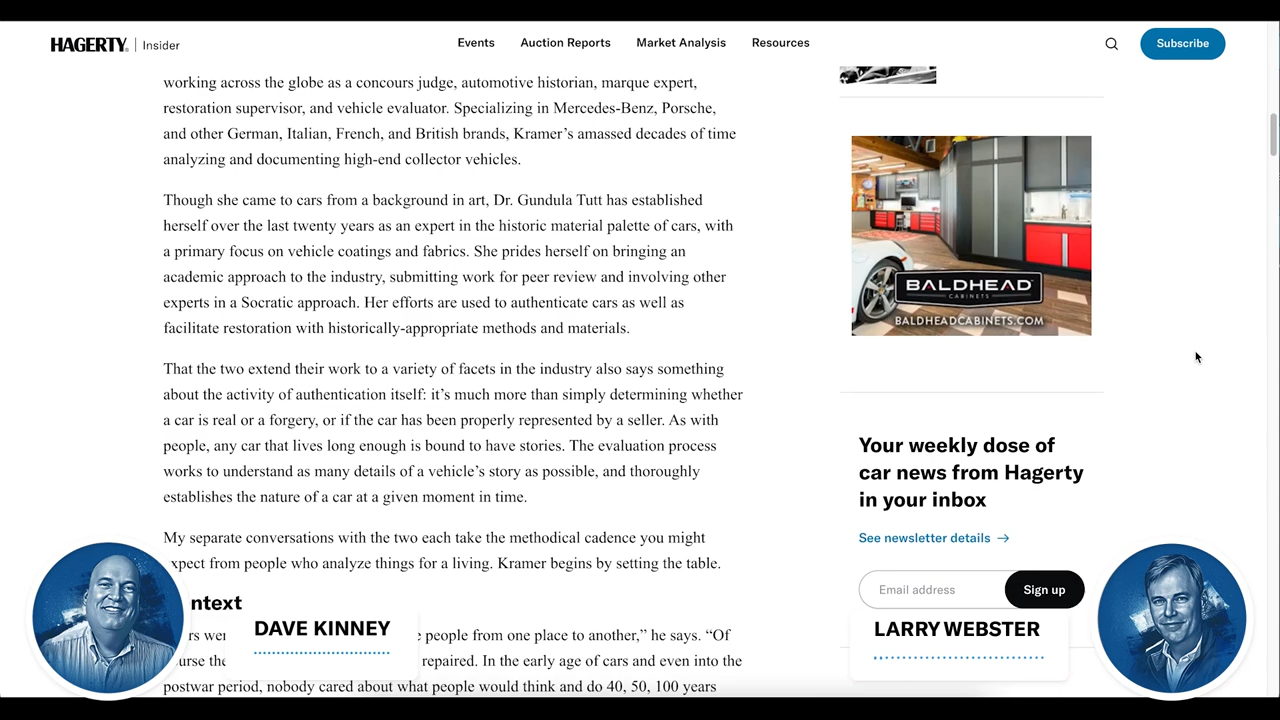 HAGERTY | Insider
Events
Auction Reports
Market Analysis
Resources
Subscribe
working across the globe as a concours judge, automotive historian, marque expert,
restoration supervisor, and vehicle evaluator. Specializing in Mercedes-Benz, Porsche,
and other German, Italian, French, and British brands, Kramer’s amassed decades of time
analyzing and documenting high-end collector vehicles.
Though she came to cars from a background in art, Dr. Gundula Tutt has established
herself over the last twenty years as an expert in the historic material palette of cars, with
a primary focus on vehicle coatings and fabrics. She prides herself on bringing an
academic approach to the industry, submitting work for peer review and involving other
experts in a Socratic approach. Her efforts are used to authenticate cars as well as
facilitate restoration with historically-appropriate methods and materials.
That the two extend their work to a variety of facets in the industry also says something
about the activity of authentication itself: it’s much more than simply determining whether
a car is real or a forgery, or if the car has been properly represented by a seller. As with
people, any car that lives long enough is bound to have stories. The evaluation process
works to understand as many details of a vehicle’s story as possible, and thoroughly
establishes the nature of a car at a given moment in time.
My separate conversations with the two each take the methodical cadence you might
xpect from people who analyze things for a living. Kramer begins by setting the table.
ntext
rs wer
e people from one place to another,” he says. “Of
urse the
repaired. In the early age of cars and even into the
postwar period, nobody cared about what people would think and do 40, 50, 100 years
BALDHEAD
CABINETS
BALDHEADCABINETS.COM
Your weekly dose of
car news from Hagerty
in your inbox
See newsletter details →
Email address
Sign up
DAVE KINNEY
LARRY WEBSTER